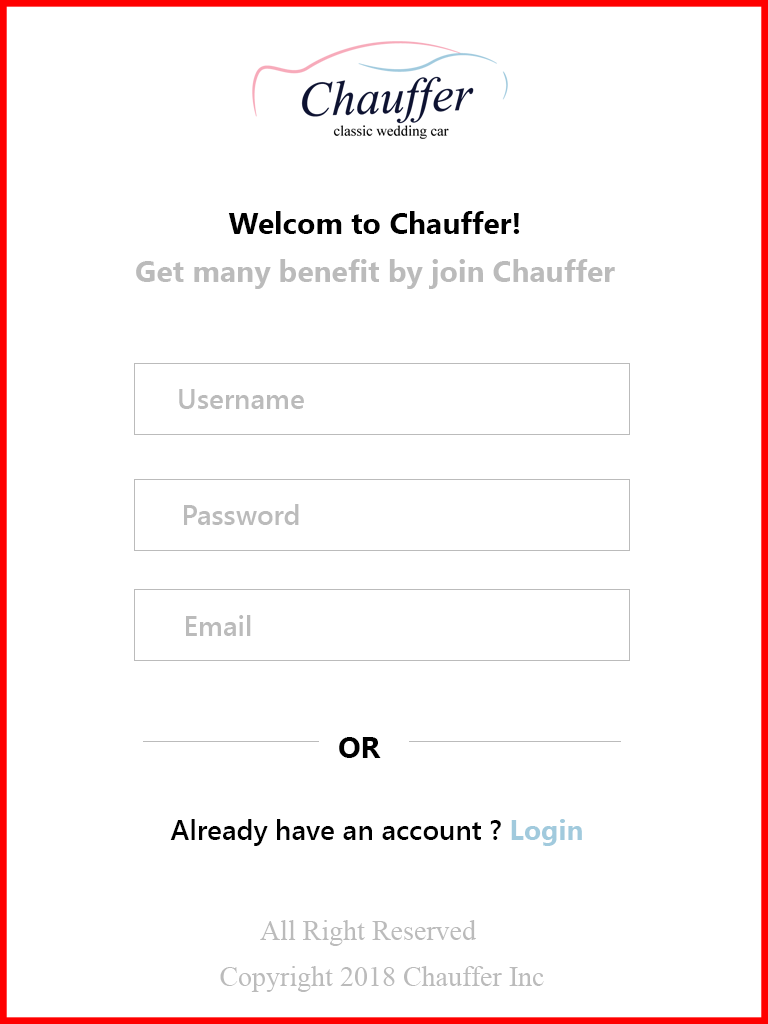 Chauffer
classic wedding car
Welcom to Chauffer!
Get many benefit by join Chauffer
Username
Password
Email
OR
Already have an account ? Login
All Right Reserved
Copyright 2018 Chauffer Inc